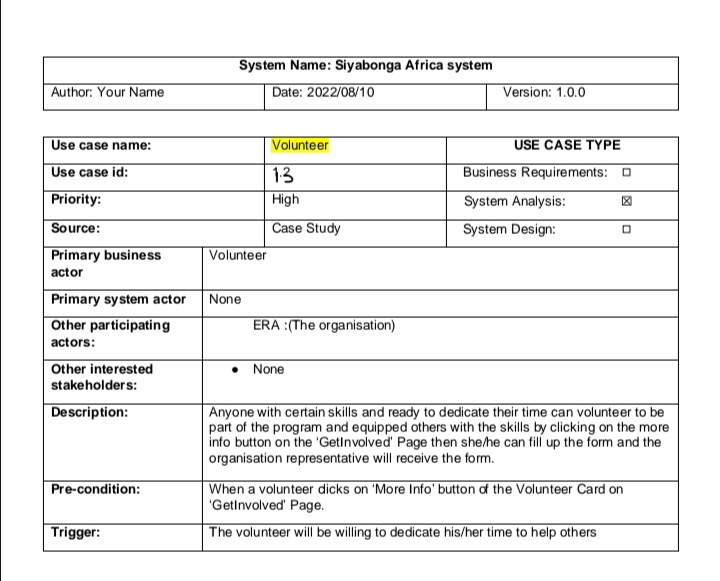 System Name: Siyabonga Africa system
Author: Your Name Date: 2022/08/10 Version: 1.0.0
Use case name: Volunteer USE CASE TYPE
Use case id: 1.3 Business Requirements: ☐
Priority: High System Analysis: ☒
Source: Case Study System Design: ☐
Primary business
actor
Volunteer
Primary system actor None
Other participating
actors:
ERA :(The organisation)
Other interested
stakeholders:
• None
Description:
Anyone with certain skills and ready to dedicate their time can volunteer to be
part of the program and equipped others with the skills by clicking on the more
info button on the 'GetInvolved' Page then she/he can fill up the form and the
organisation representative will receive the form.
Pre-condition:
When a volunteer clicks on 'More Info' button of the Volunteer Card on
'GetInvolved' Page.
Trigger: The volunteer will be willing to dedicate his/her time to help others